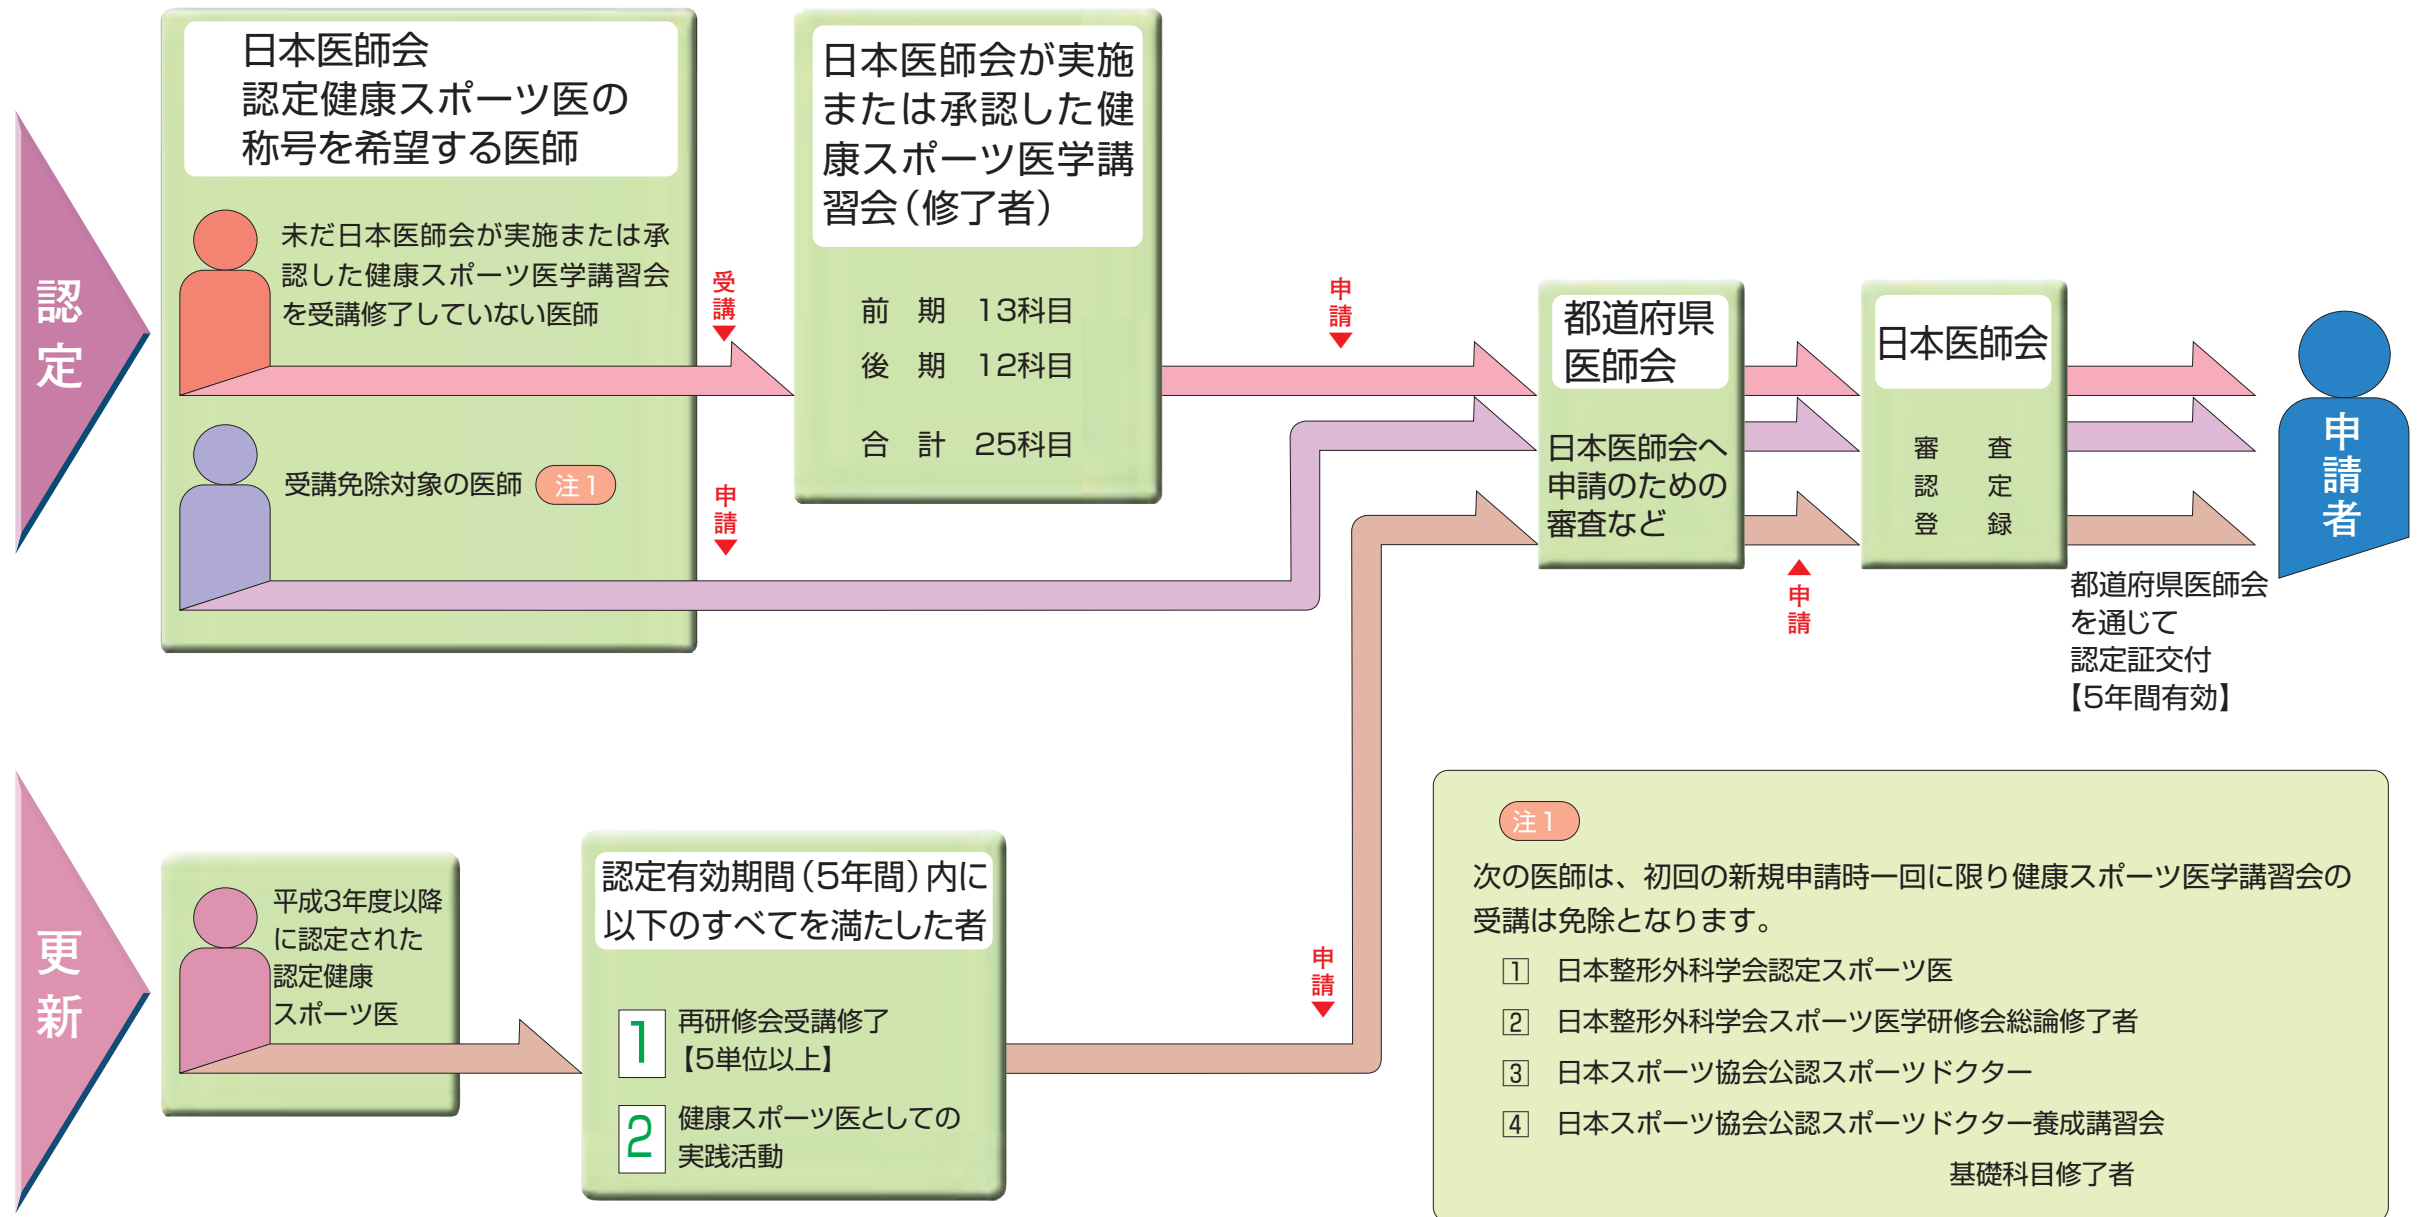 認定
日本医師会
認定健康スポーツ医の
称号を希望する医師
未だ日本医師会が実施または承
認した健康スポーツ医学講習会
を受講修了していない医師
受講
受講免除対象の医師 注1
申請
日本医師会が実施
または承認した健
康スポーツ医学講
習会（修了者）
前 期 13科目
後 期 12科目
合 計 25科目
申請
都道府県
医師会
日本医師会へ
申請のための
審査など
申請
日本医師会
審 査
認 定
登 録
都道府県医師会
を通じて
認定証交付
【5年間有効】
申請者
更新
平成3年度以降
に認定された
認定健康
スポーツ医
認定有効期間（5年間）内に
以下のすべてを満たした者
1 再研修会受講修了
【5単位以上】
2 健康スポーツ医としての
実践活動
申請
注1
次の医師は、初回の新規申請時一回に限り健康スポーツ医学講習会の
受講は免除となります。
1 日本整形外科学会認定スポーツ医
2 日本整形外科学会スポーツ医学研修会総論修了者
3 日本スポーツ協会公認スポーツドクター
4 日本スポーツ協会公認スポーツドクター養成講習会
基礎科目修了者